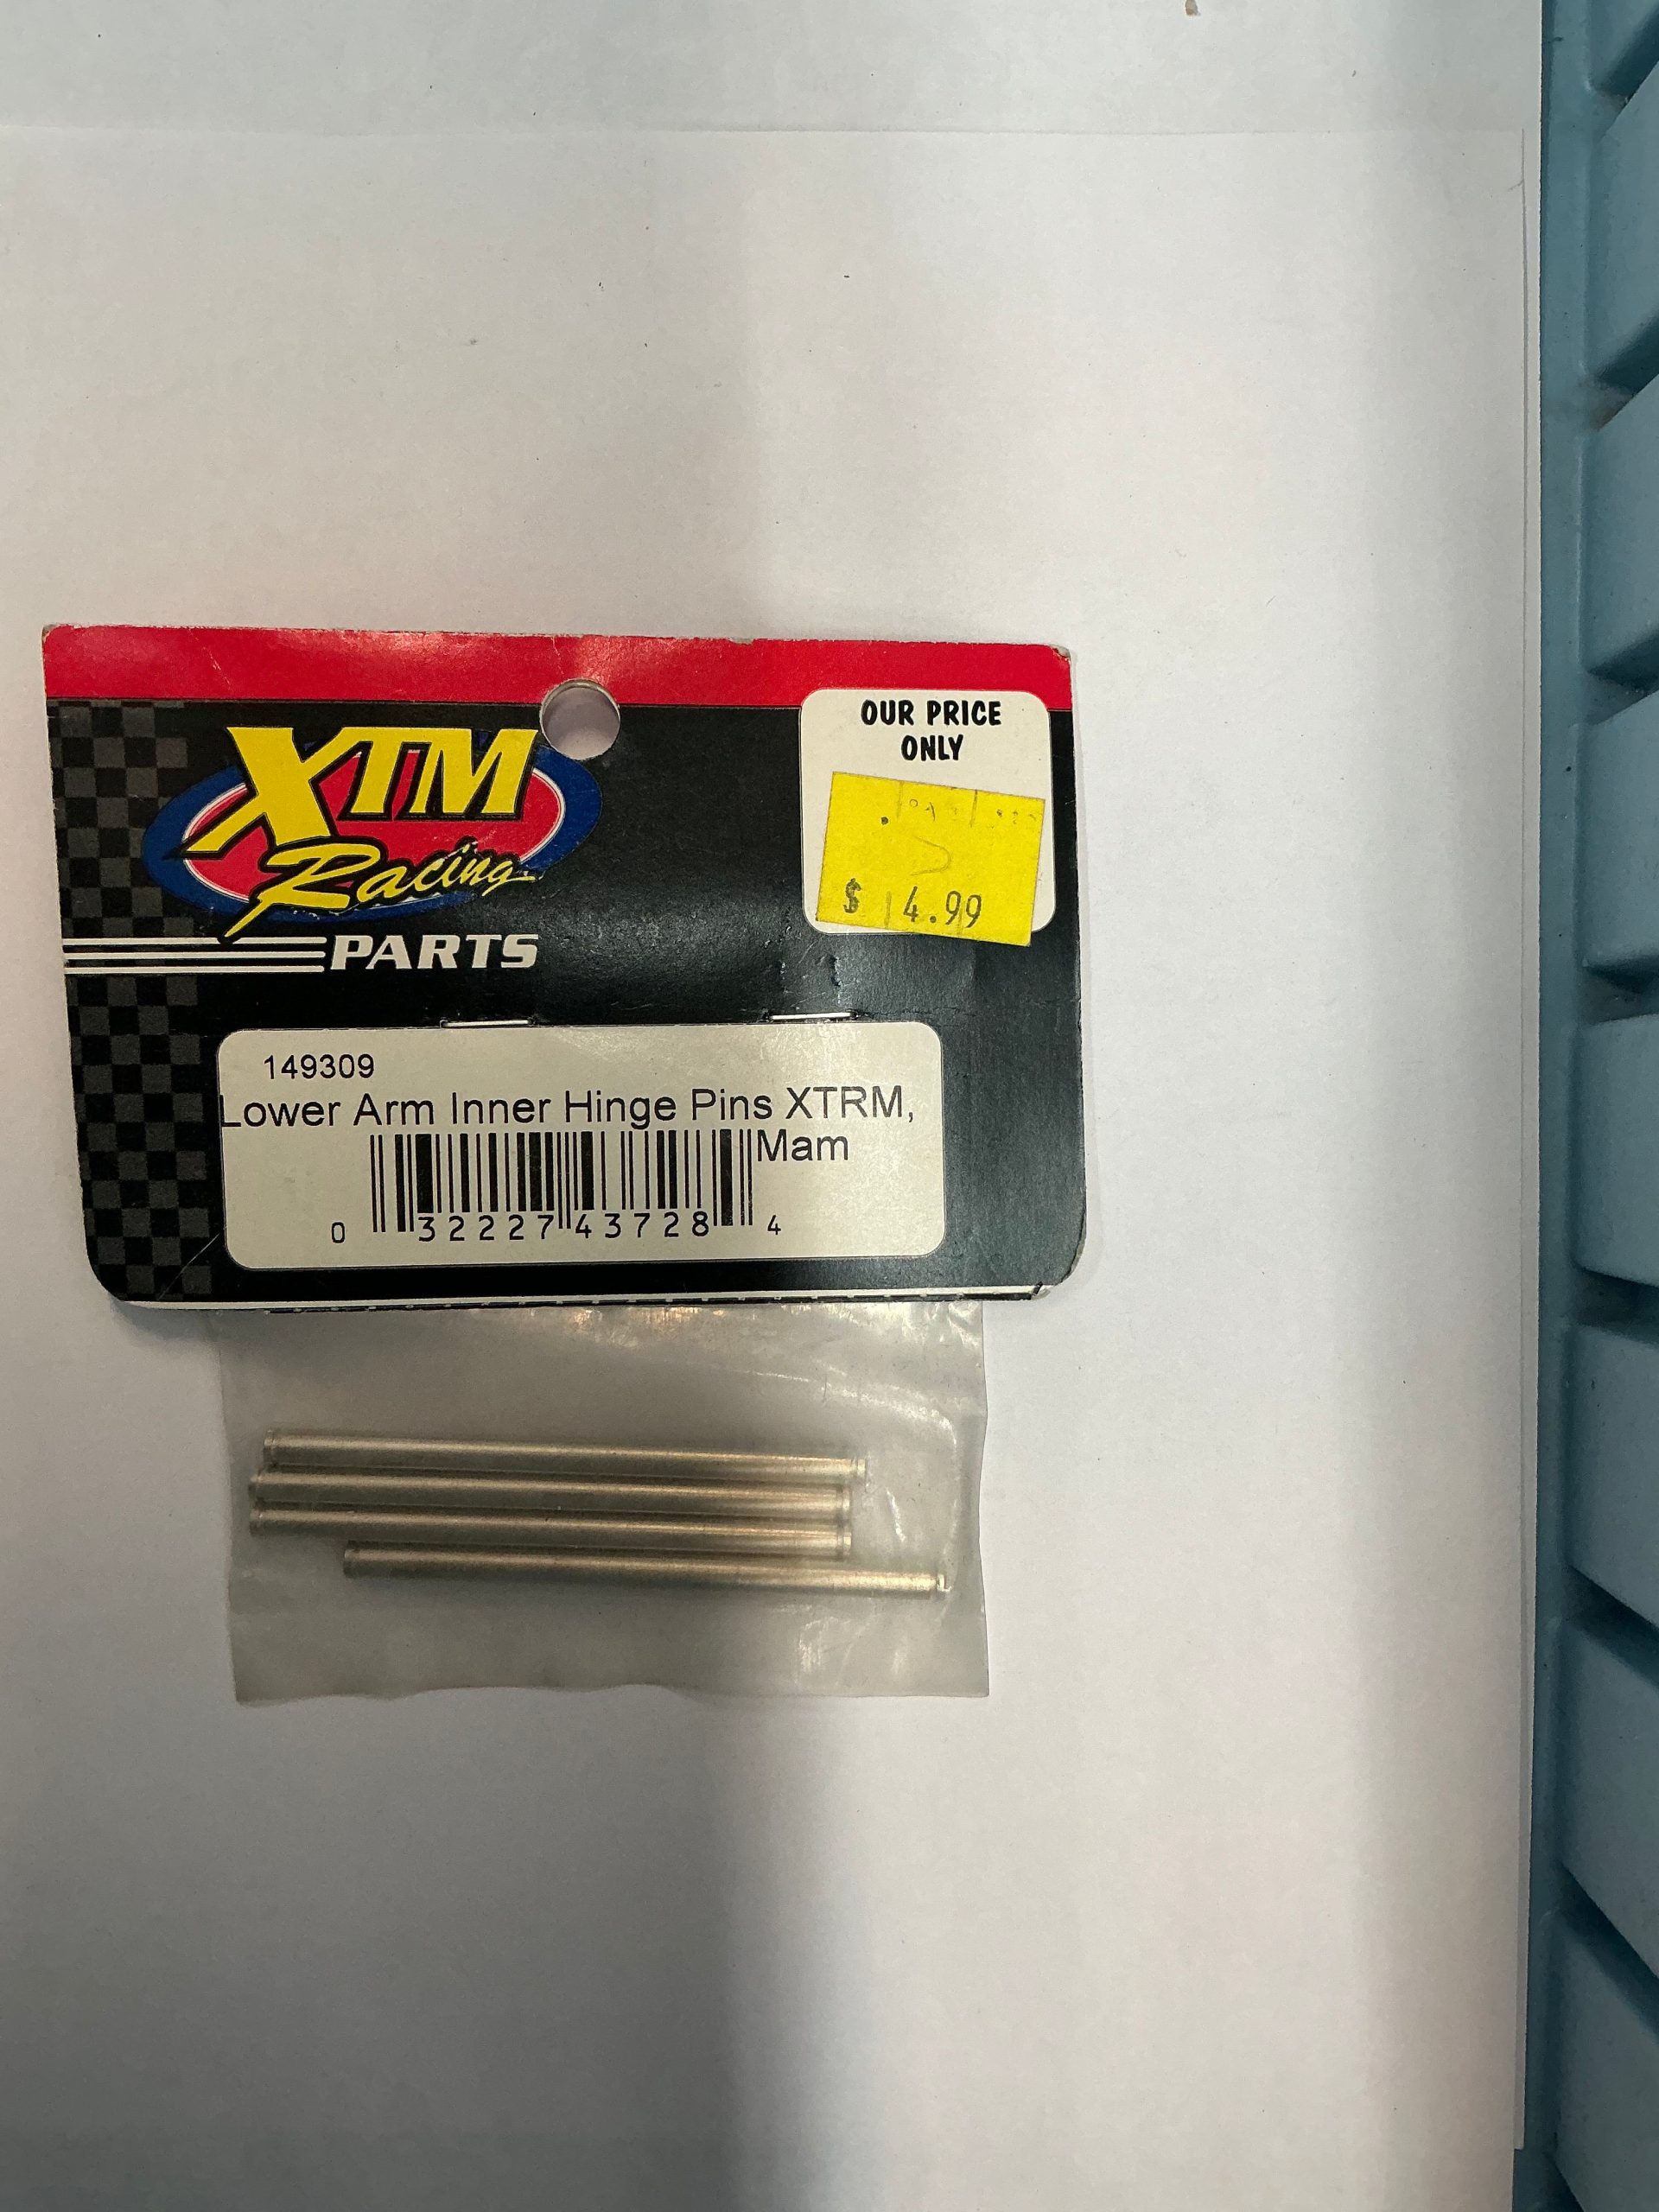 XTM
Racing
PARTS
OUR PRICE
ONLY
$ 4.99
149309
Lower Arm Inner Hinge Pins XTRM,
Mam
0 32227 43728 4